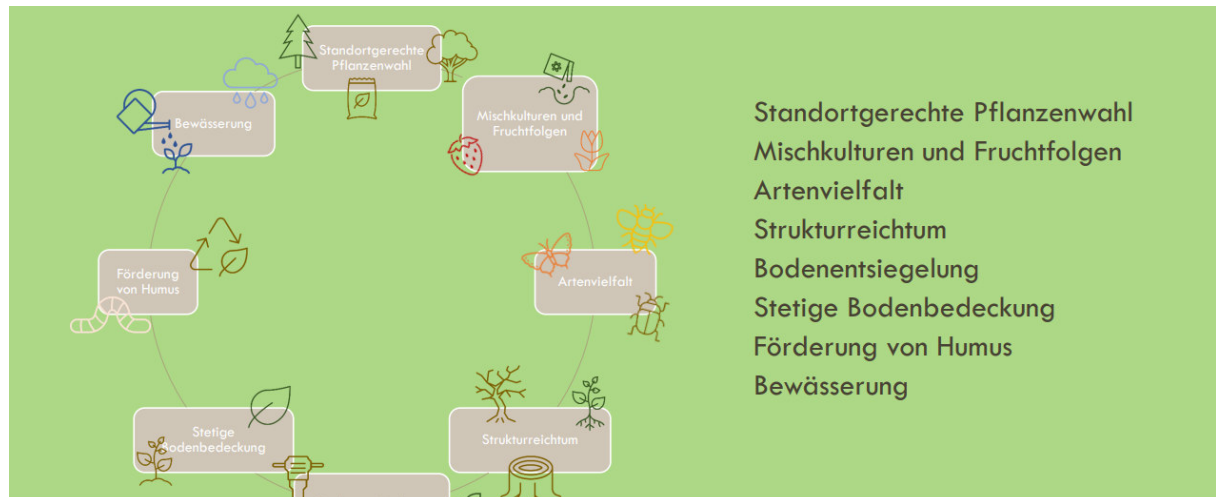 Standortgerechte
Pflanzenwahl
Mischkulturen und
Fruchtfolgen
Artenvielfalt
Strukturreichtum
Stetige
Bodenbedeckung
Förderung
von Humus
Bewässerung
Standortgerechte Pflanzenwahl
Mischkulturen und Fruchtfolgen
Artenvielfalt
Strukturreichtum
Bodenentsiegelung
Stetige Bodenbedeckung
Förderung von Humus
Bewässerung